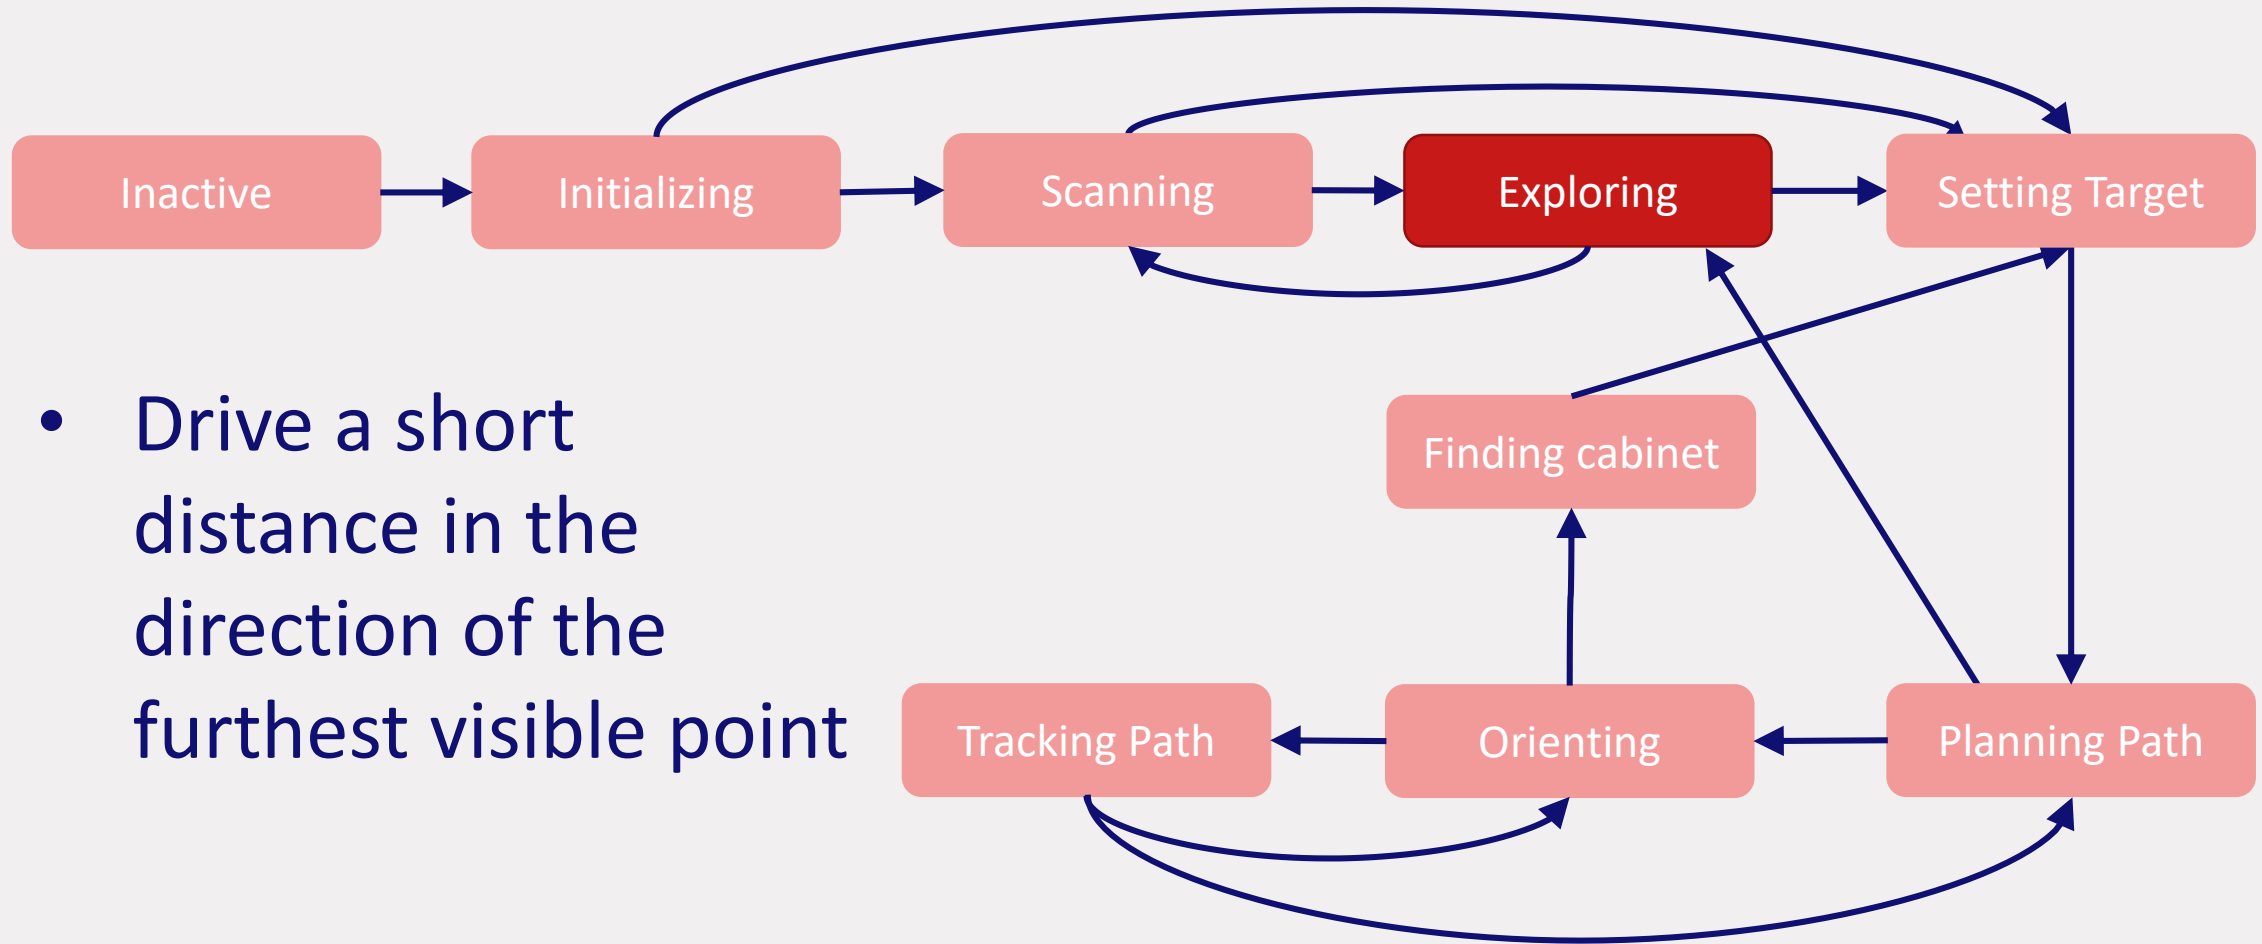 Inactive
Initializing
Scanning
Exploring
Setting Target
• Drive a short
distance in the
direction of the
furthest visible point
Finding cabinet
Tracking Path
Orienting
Planning Path